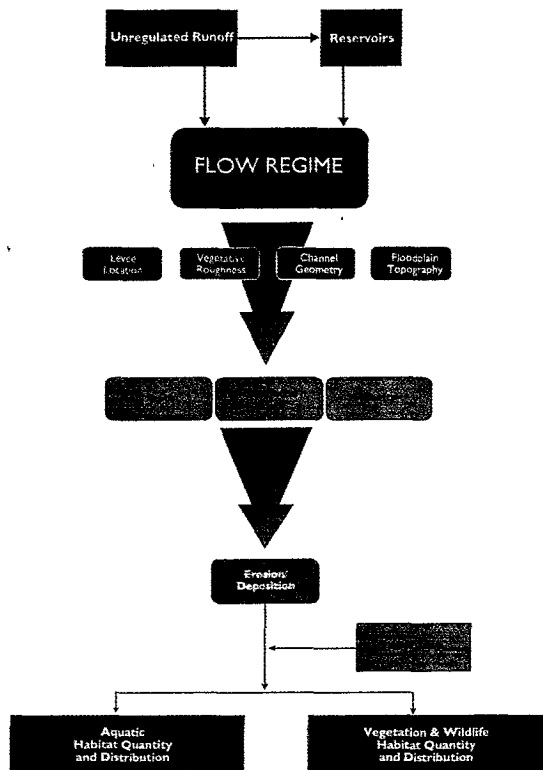 Unregulated Runoff
Reservoirs
FLOW REGIME
Levee
Location
Vegetative
Roughness
Channel
Geometry
Floodplain
Topography
Erosion/
Deposition
Aquatic
Habitat Quantity
and Distribution
Vegetation & Wildlife
Habitat Quantity
and Distribution